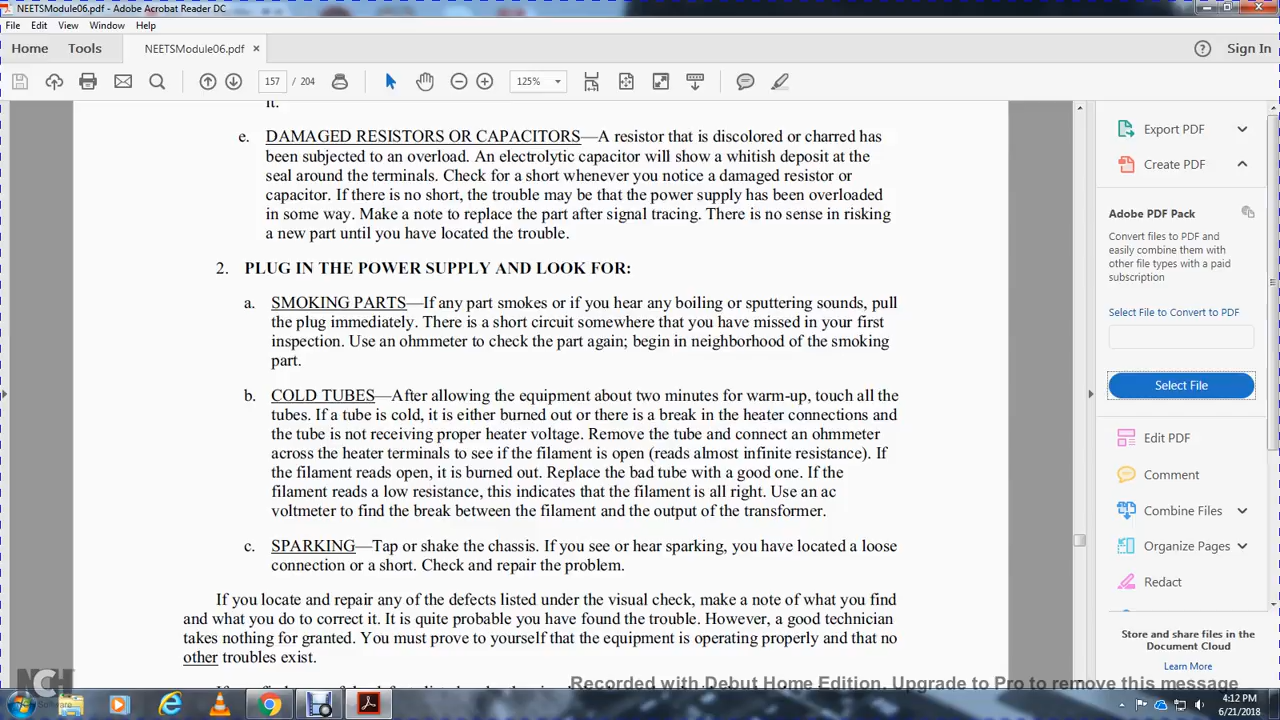 NEETSModule06.pdf - Adobe Acrobat Reader DC
File Edit View Window Help
Home Tools NEETSModule06.pdf × Sign In
157 / 204 125%
it.
e. DAMAGED RESISTORS OR CAPACITORS—A resistor that is discolored or charred has
been subjected to an overload. An electrolytic capacitor will show a whitish deposit at the
seal around the terminals. Check for a short whenever you notice a damaged resistor or
capacitor. If there is no short, the trouble may be that the power supply has been overloaded
in some way. Make a note to replace the part after signal tracing. There is no sense in risking
a new part until you have located the trouble.
2. PLUG IN THE POWER SUPPLY AND LOOK FOR:
a. SMOKING PARTS—If any part smokes or if you hear any boiling or sputtering sounds, pull
the plug immediately. There is a short circuit somewhere that you have missed in your first
inspection. Use an ohmmeter to check the part again; begin in neighborhood of the smoking
part.
b. COLD TUBES—After allowing the equipment about two minutes for warm-up, touch all the
tubes. If a tube is cold, it is either burned out or there is a break in the heater connections and
the tube is not receiving proper heater voltage. Remove the tube and connect an ohmmeter
across the heater terminals to see if the filament is open (reads almost infinite resistance). If
the filament reads open, it is burned out. Replace the bad tube with a good one. If the
filament reads a low resistance, this indicates that the filament is all right. Use an ac
voltmeter to find the break between the filament and the output of the transformer.
c. SPARKING—Tap or shake the chassis. If you see or hear sparking, you have located a loose
connection or a short. Check and repair the problem.
If you locate and repair any of the defects listed under the visual check, make a note of what you find
and what you do to correct it. It is quite probable you have found the trouble. However, a good technician
takes nothing for granted. You must prove to yourself that the equipment is operating properly and that no
other troubles exist.
Export PDF
Create PDF
Adobe PDF Pack
Convert files to PDF and
easily combine them with
other file types with a paid
subscription
Select File to Convert to PDF
Select File
Edit PDF
Comment
Combine Files
Organize Pages
Redact
Store and share files in the
Document Cloud
Learn More
Recorded with Debut Home Edition. Upgrade to Pro to remove this message
NCH Software
4:12 PM
6/21/2018